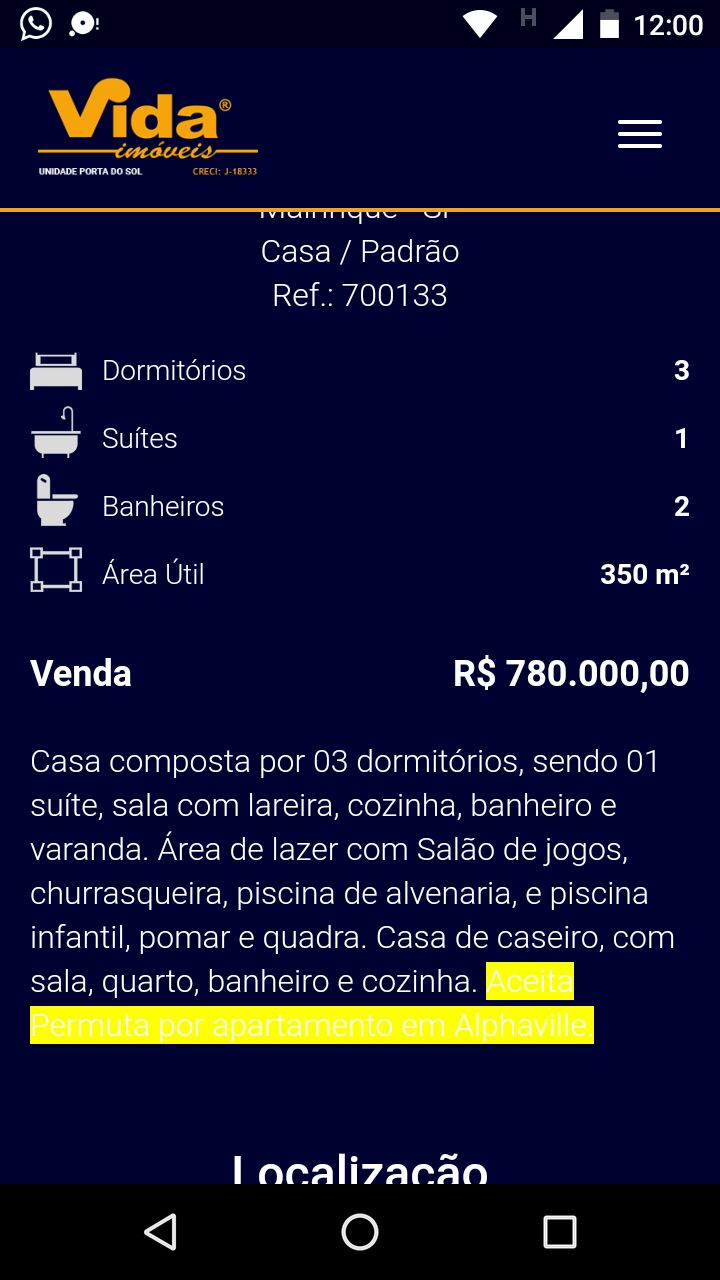 H
12:00
Vida®
imóveis
UNIDADE PORTA DO SOL CRECI: J-18333
Casa / Padrão
Ref.: 700133
Dormitórios 3
Suítes 1
Banheiros 2
Área Útil 350 m²
Venda R$ 780.000,00
Casa composta por 03 dormitórios, sendo 01
suíte, sala com lareira, cozinha, banheiro e
varanda. Área de lazer com Salão de jogos,
churrasqueira, piscina de alvenaria, e piscina
infantil, pomar e quadra. Casa de caseiro, com
sala, quarto, banheiro e cozinha. Aceita
Permuta por apartamento em Alphaville.
Localização